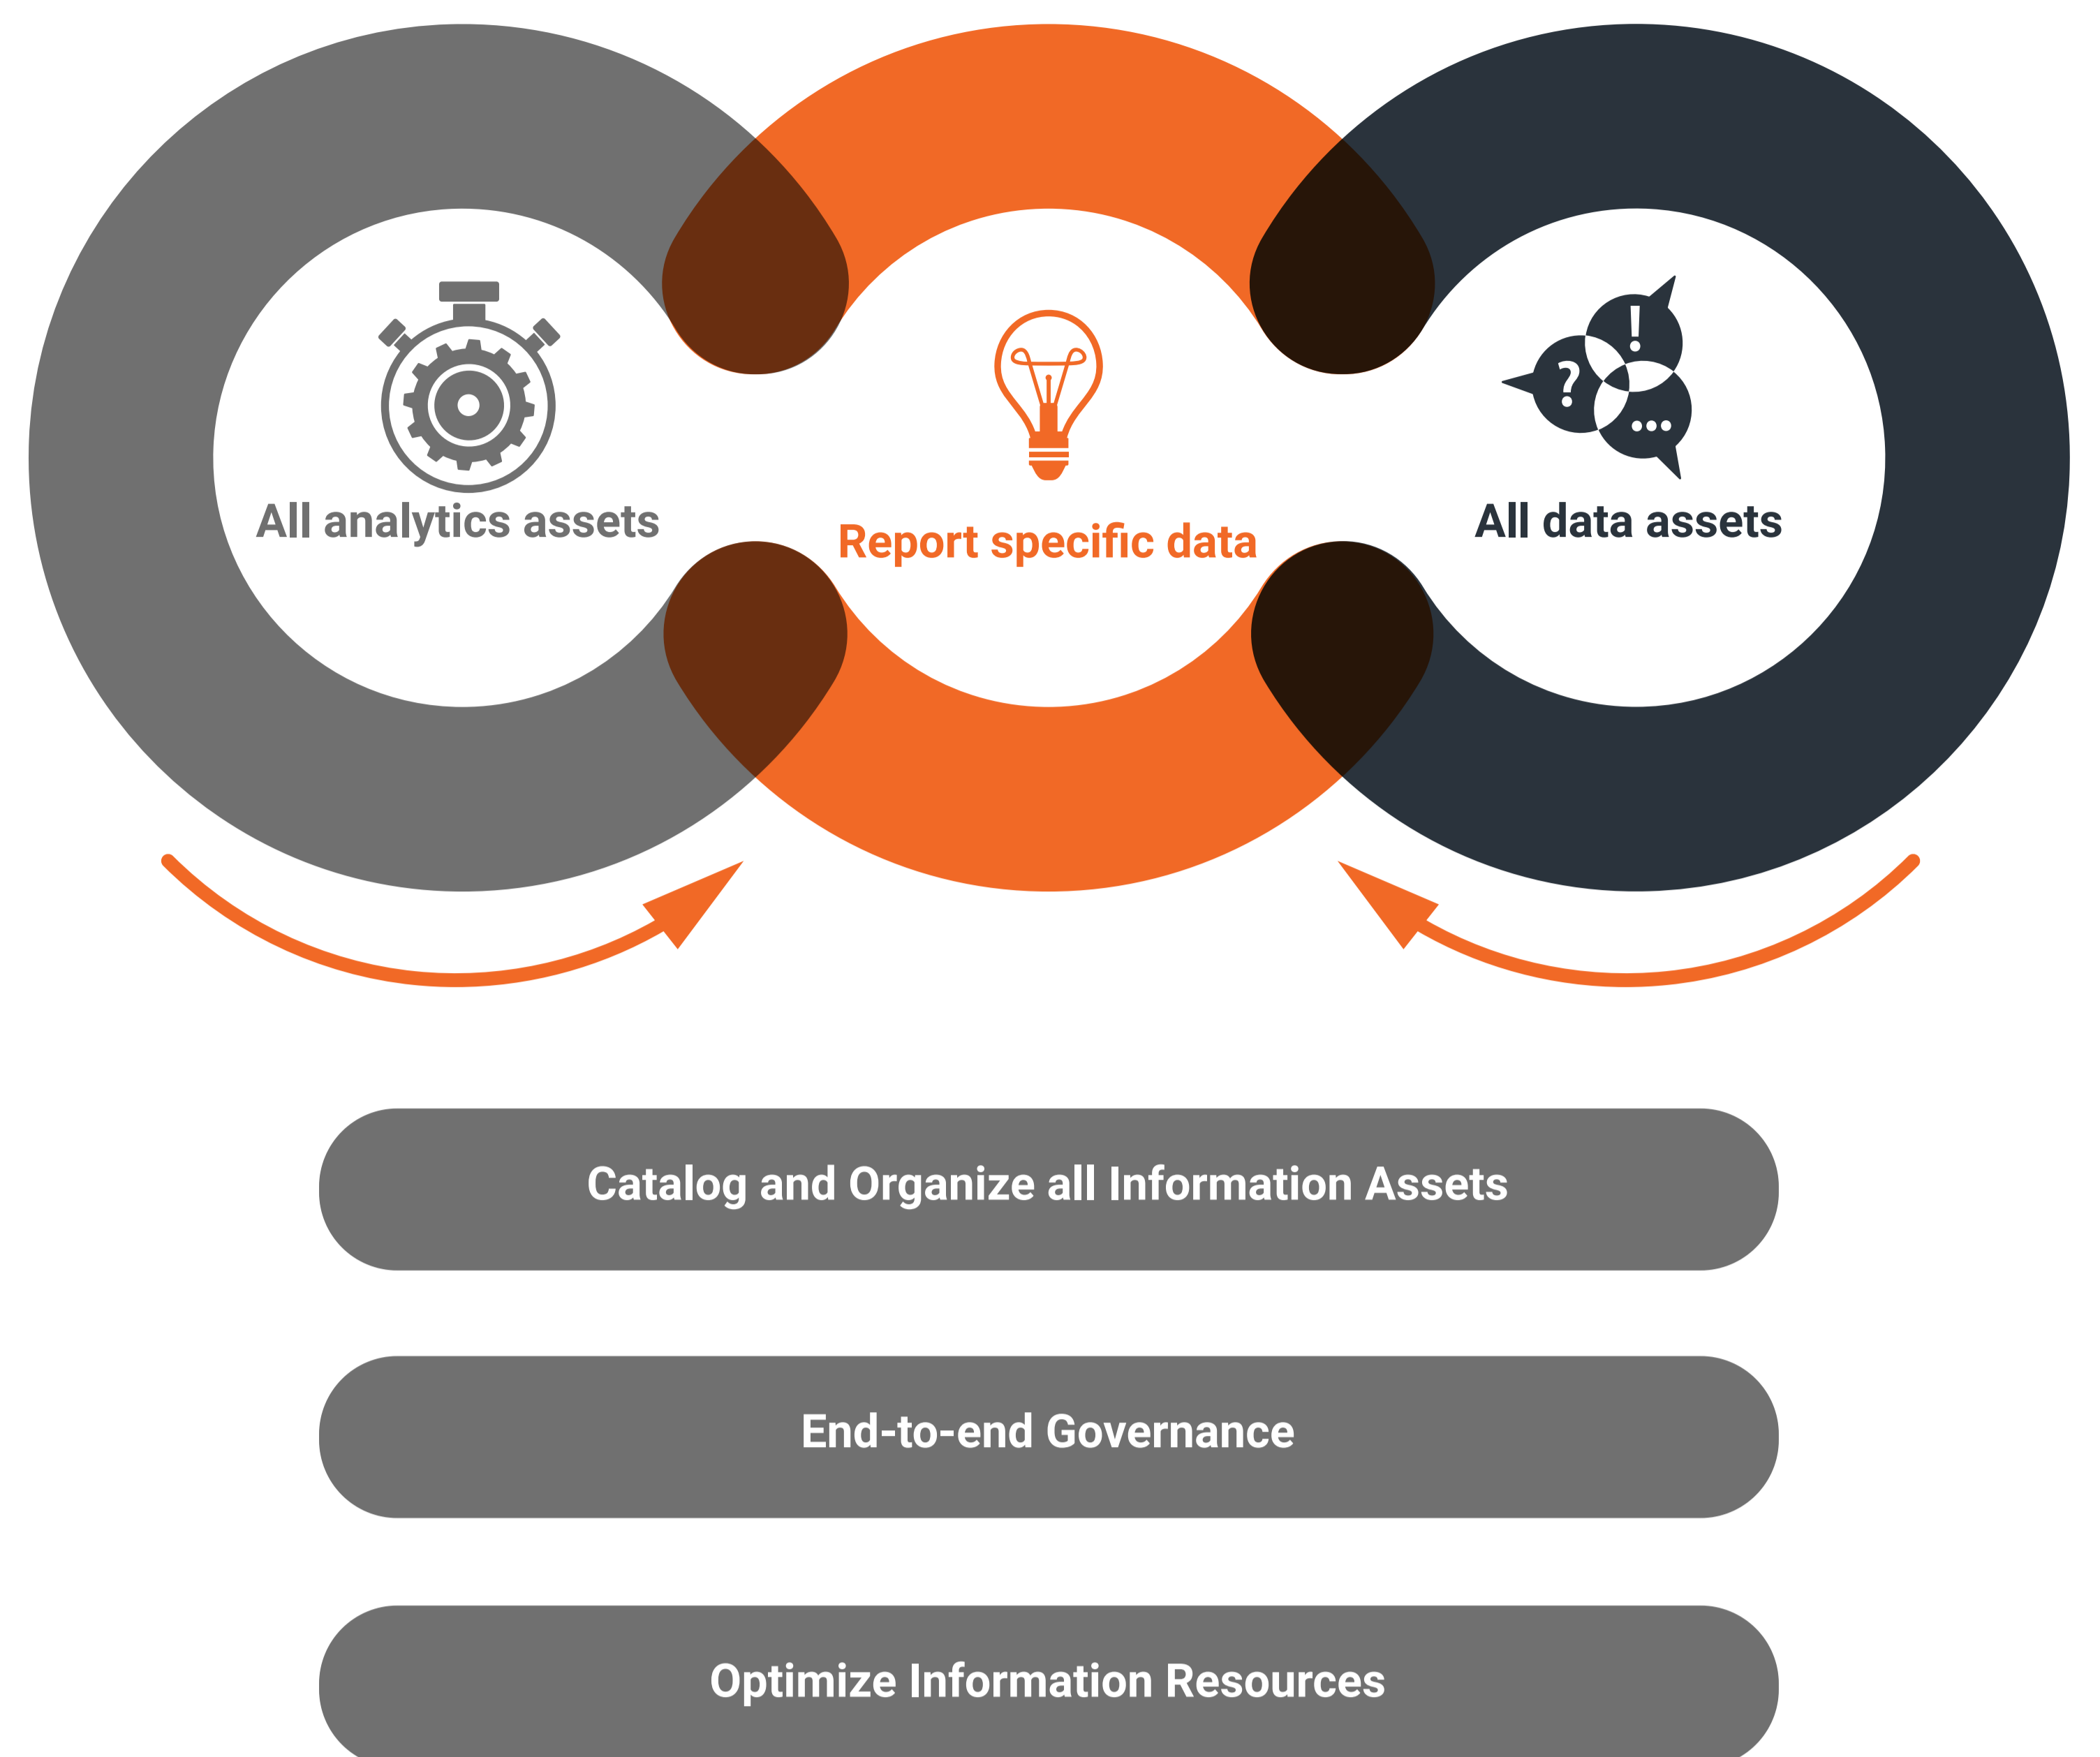 All analytics assets
Report specifics data
All data assets
! ? ...
Catalog and Organize all Information Assets
End-to-end Governance
Optimize Information Resources